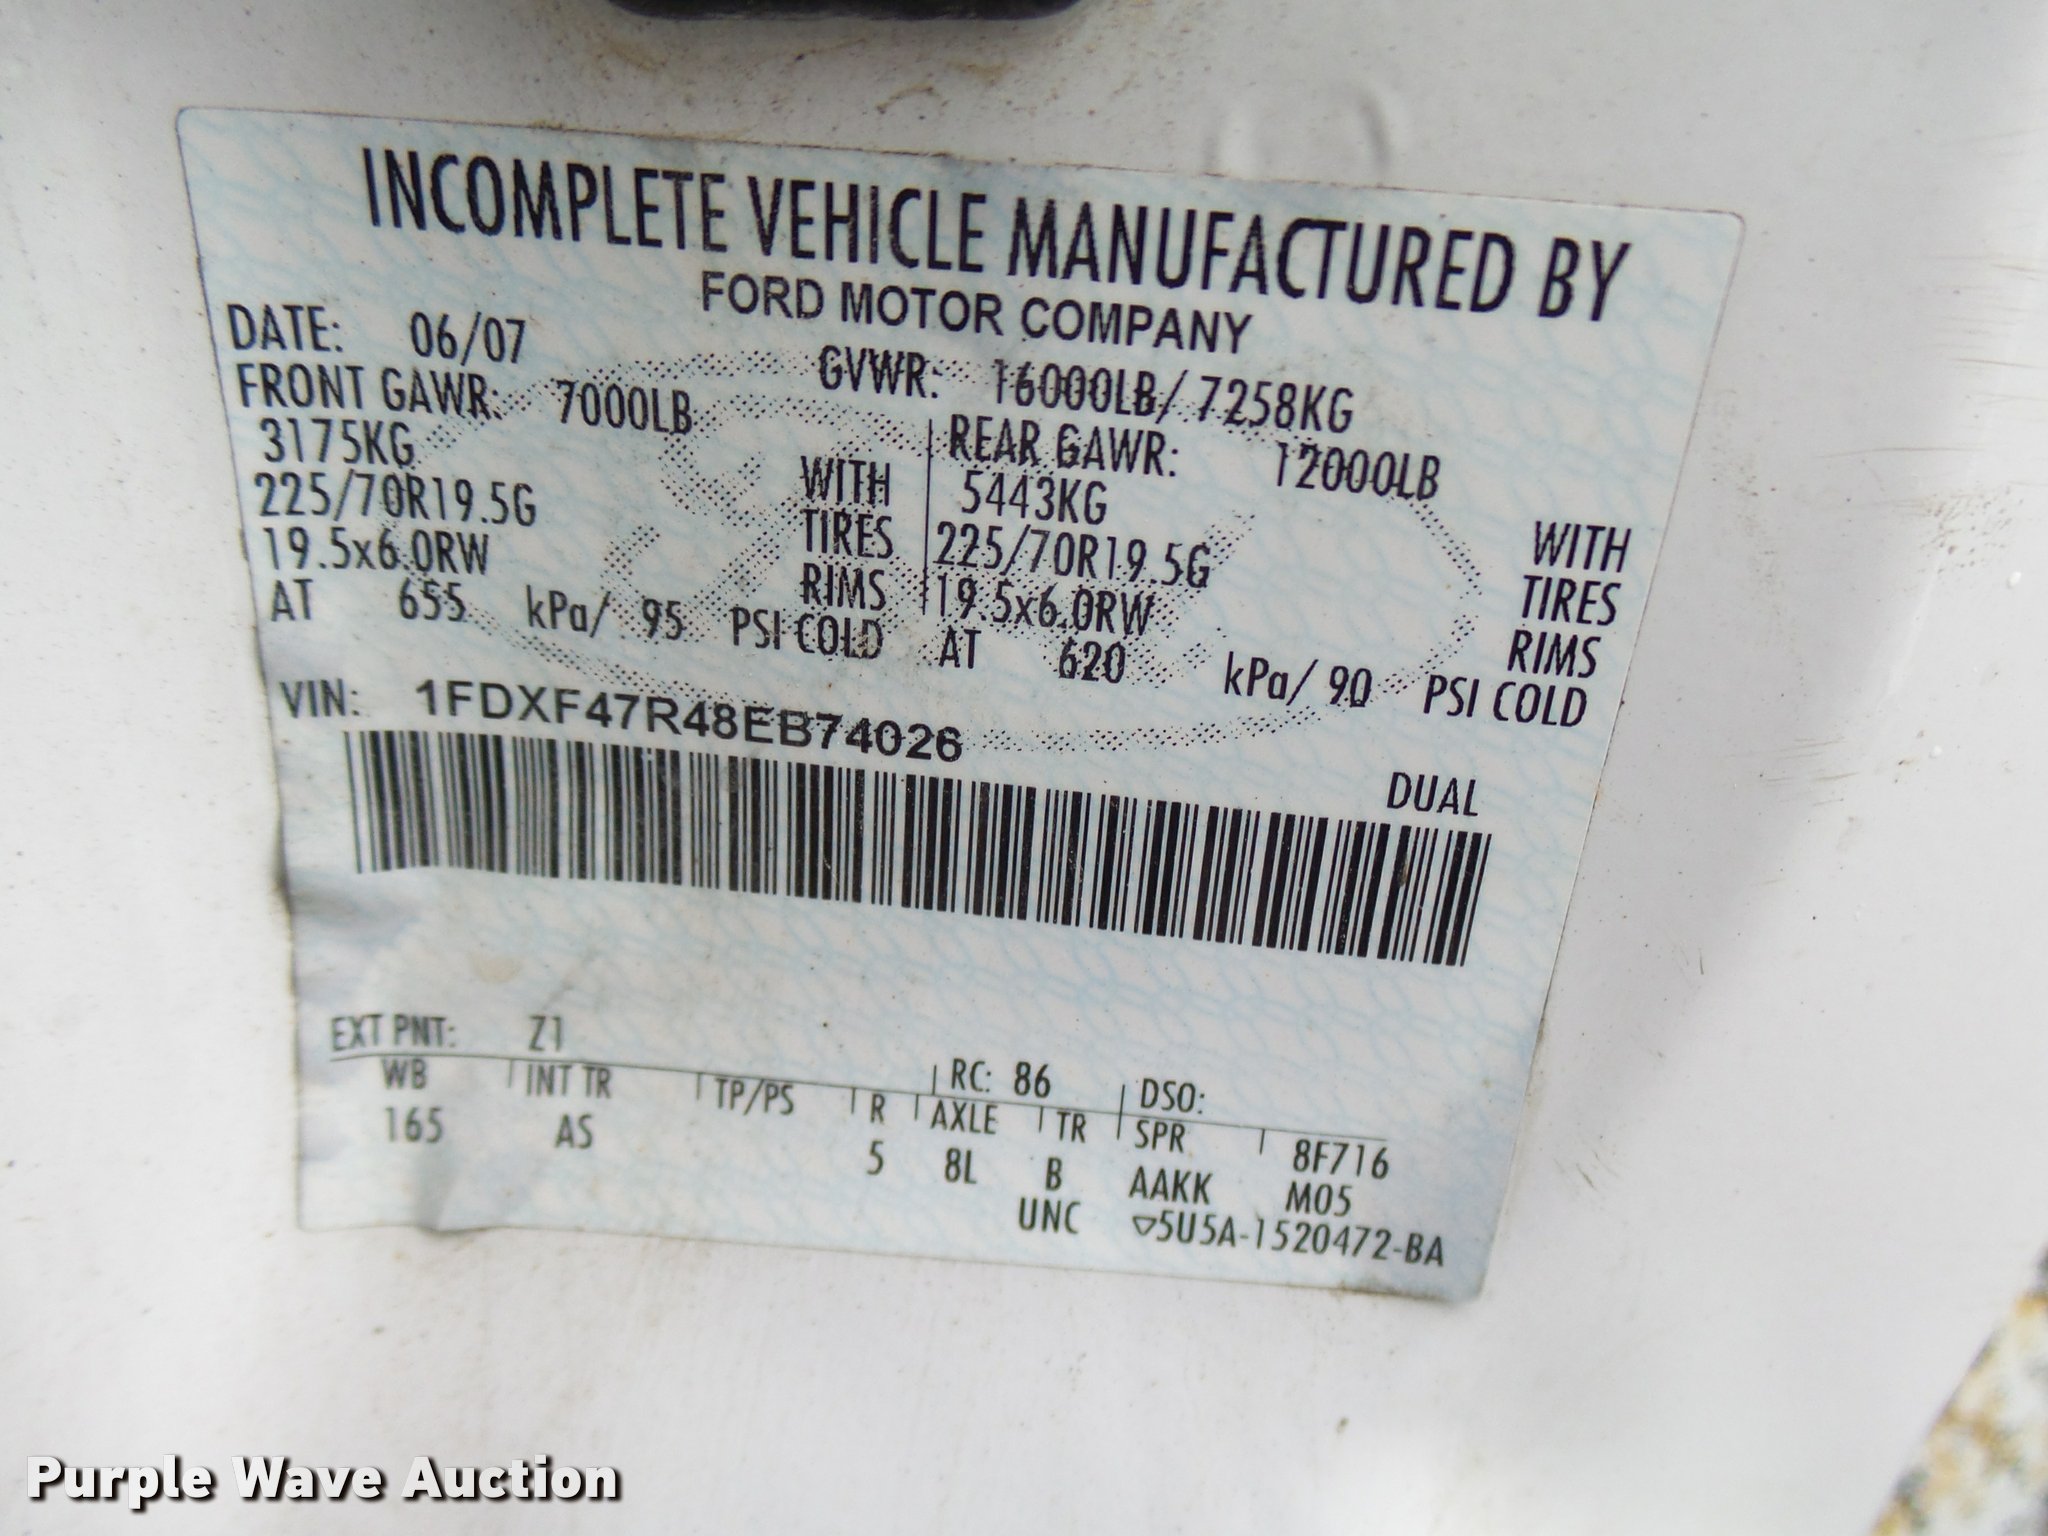 INCOMPLETE VEHICLE MANUFACTURED BY
FORD MOTOR COMPANY
DATE: 06/07 GVWR: 16000LB/ 7258KG
FRONT GAWR: 7000LB REAR GAWR: 12000LB
3175KG WITH 5443KG WITH
225/70R19.5G TIRES 225/70R19.5G TIRES
19.5x6.0RW RIMS 19.5x6.0RW RIMS
AT 655 kPa/ 95 PSI COLD AT 620 kPa/ 90 PSI COLD
VIN: 1FDXF47R48EB74026
DUAL
EXT PNT: Z1 RC: 86 DSO:
WB INT TR TP/PS R AXLE TR SPR 8F716
165 AS 5 8L B AAKK M05
UNC ▽5U5A-1520472-BA
Purple Wave Auction